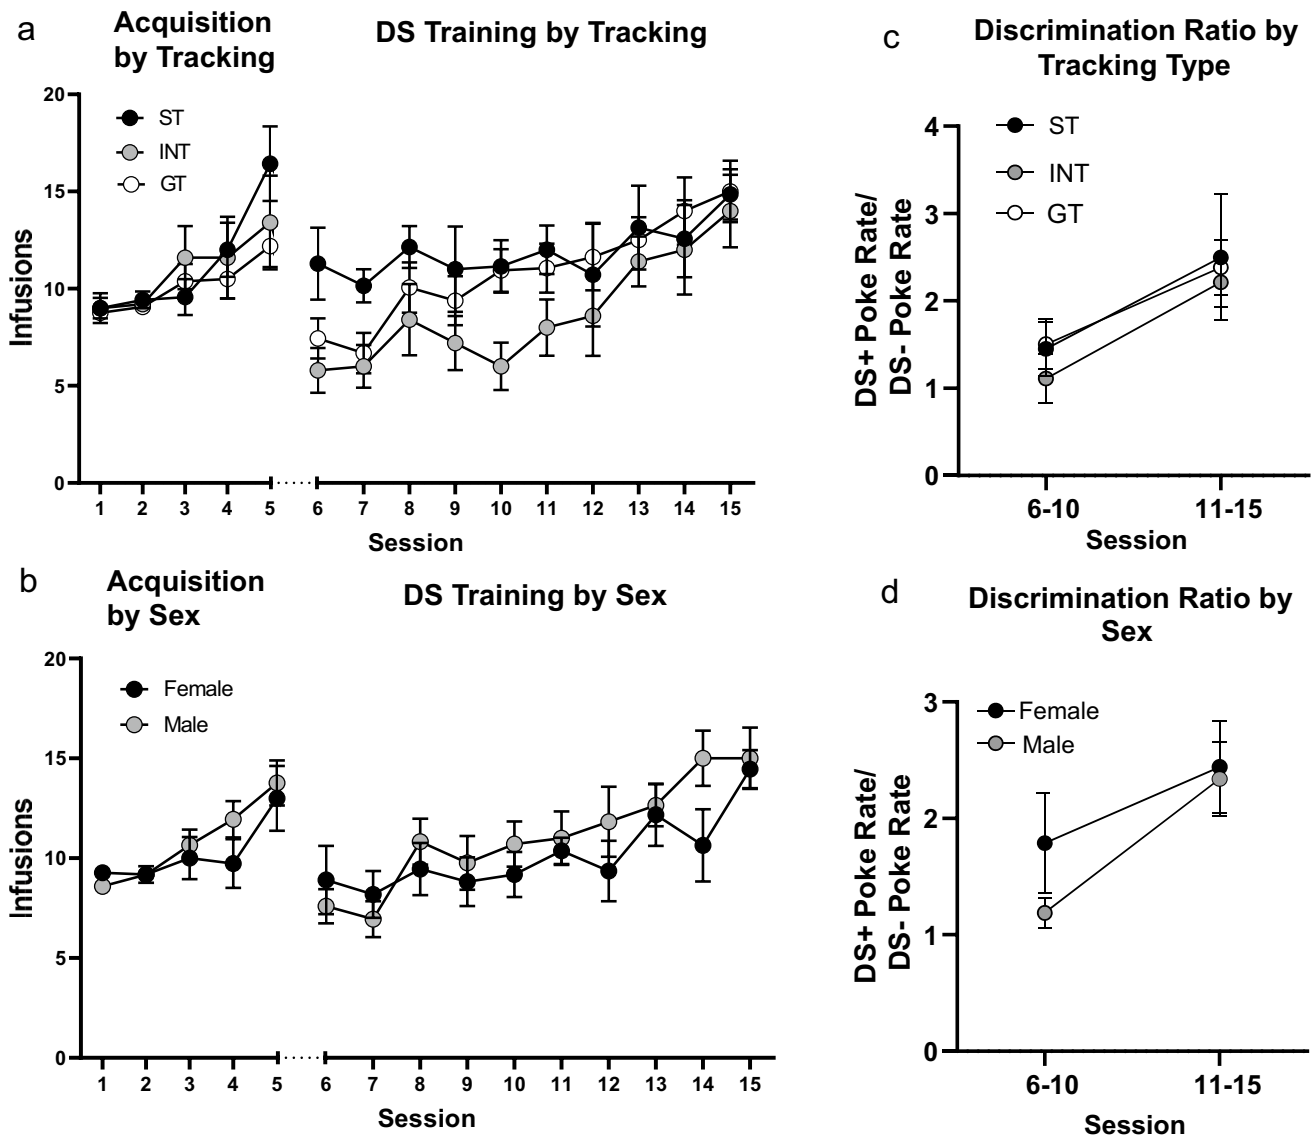 a
Acquisition
by Tracking
DS Training by Tracking
20
15
10
5
0
Infusions
ST
INT
GT
1 2 3 4 5 6 7 8 9 10 11 12 13 14 15
Session
b
Acquisition
by Sex
DS Training by Sex
20
15
10
5
0
Infusions
Female
Male
1 2 3 4 5 6 7 8 9 10 11 12 13 14 15
Session
c
Discrimination Ratio by
Tracking Type
4
3
2
1
0
DS+ Poke Rate/
DS- Poke Rate
ST
INT
GT
6-10 11-15
Session
d
Discrimination Ratio by
Sex
3
2
1
0
DS+ Poke Rate/
DS- Poke Rate
Female
Male
6-10 11-15
Session